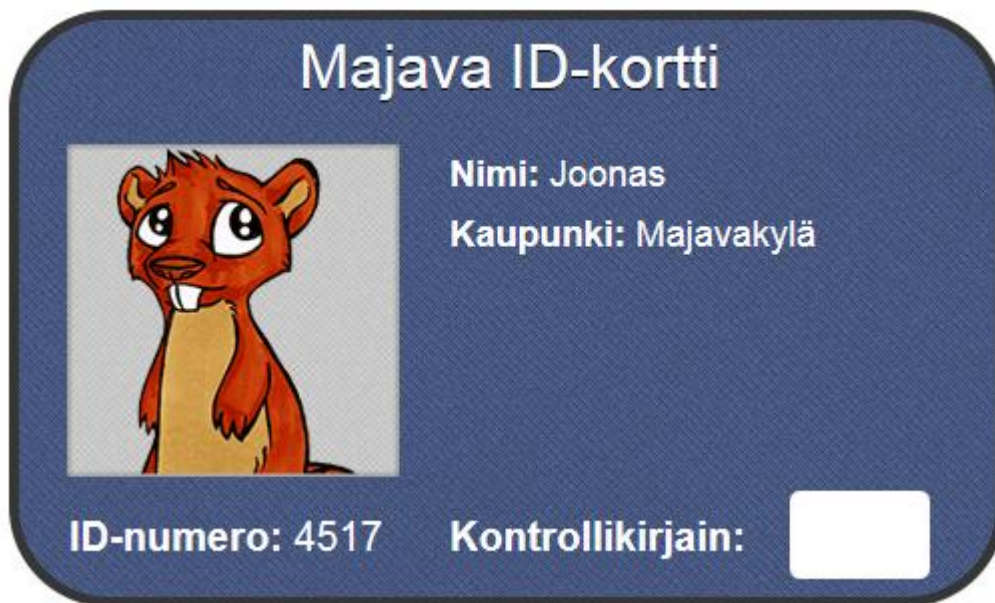 Majava ID-kortti
Nimi: Joonas
Kaupunki: Majavakylä
ID-numero: 4517 Kontrollikirjain: